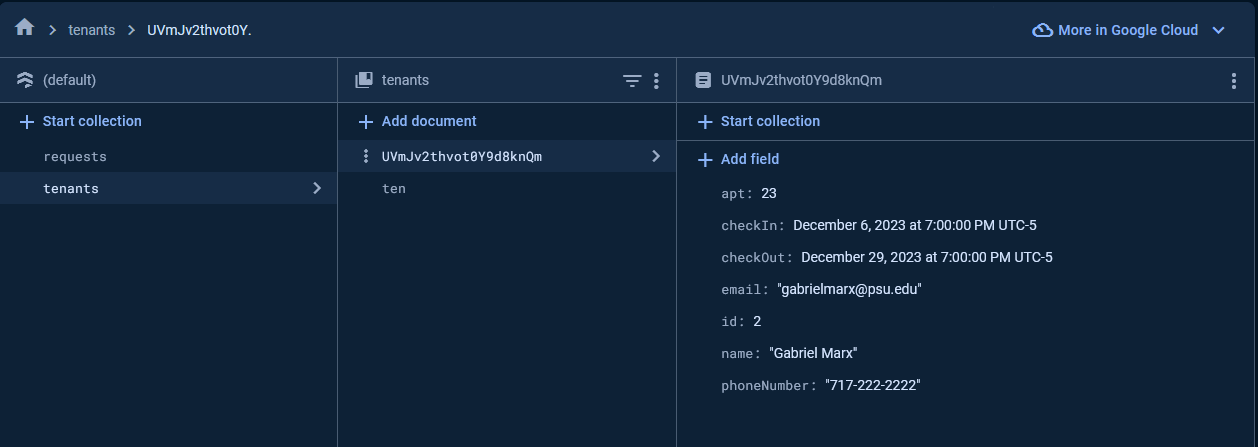 tenants > UVmJv2thvot0Y.
More in Google Cloud
(default)
+ Start collection
requests
tenants
tenants
+ Add document
UVmJv2thvot0Y9d8knQm
ten
UVmJv2thvot0Y9d8knQm
+ Start collection
+ Add field
apt: 23
checkIn: December 6, 2023 at 7:00:00 PM UTC-5
checkOut: December 29, 2023 at 7:00:00 PM UTC-5
email: "gabrielmarx@psu.edu"
id: 2
name: "Gabriel Marx"
phoneNumber: "717-222-2222"